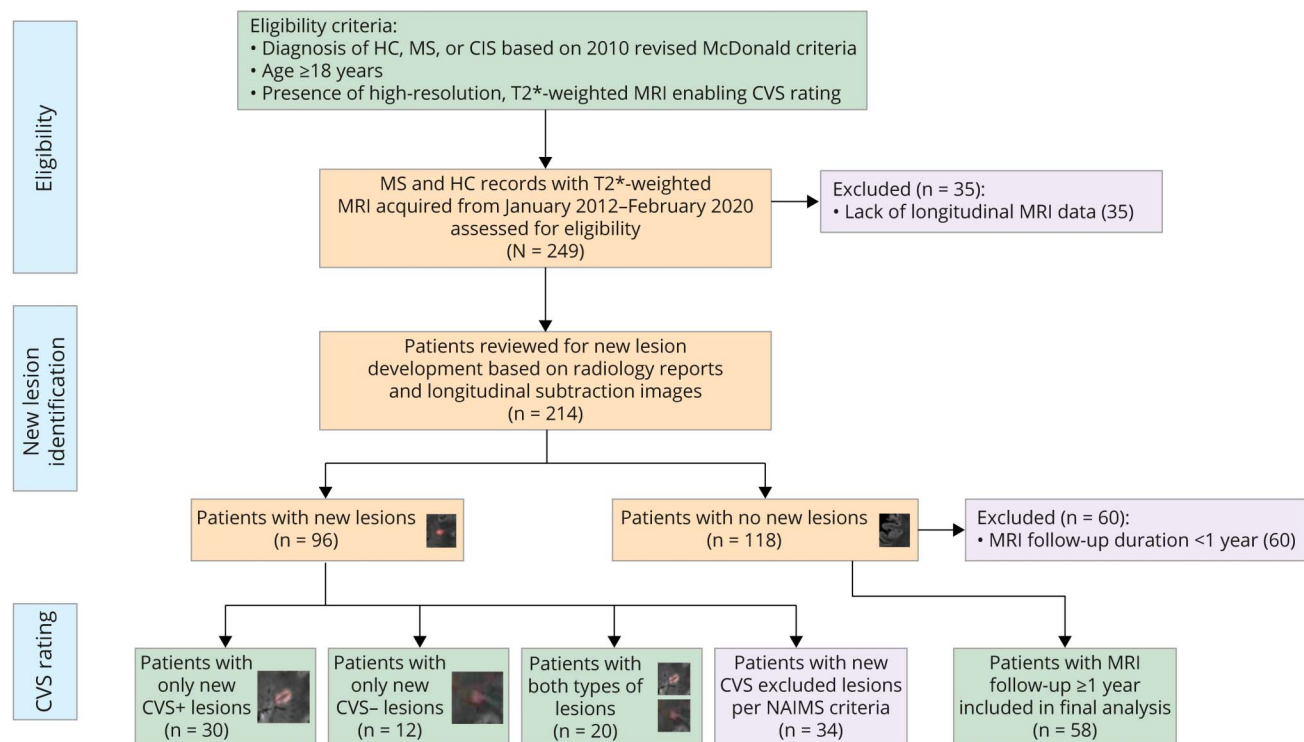 Eligibility
Eligibility criteria:
• Diagnosis of HC, MS, or CIS based on 2010 revised McDonald criteria
• Age ≥18 years
• Presence of high-resolution, T2*-weighted MRI enabling CVS rating
MS and HC records with T2*-weighted
MRI acquired from January 2012–February 2020
assessed for eligibility
(N = 249)
Excluded (n = 35):
• Lack of longitudinal MRI data (35)
New lesion
identification
Patients reviewed for new lesion
development based on radiology reports
and longitudinal subtraction images
(n = 214)
Patients with new lesions
(n = 96)
Patients with no new lesions
(n = 118)
Excluded (n = 60):
• MRI follow-up duration <1 year (60)
CVS rating
Patients with
only new
CVS+ lesions
(n = 30)
Patients with
only new
CVS– lesions
(n = 12)
Patients with
both types of
lesions
(n = 20)
Patients with new
CVS excluded lesions
per NAIMS criteria
(n = 34)
Patients with MRI
follow-up ≥1 year
included in final analysis
(n = 58)